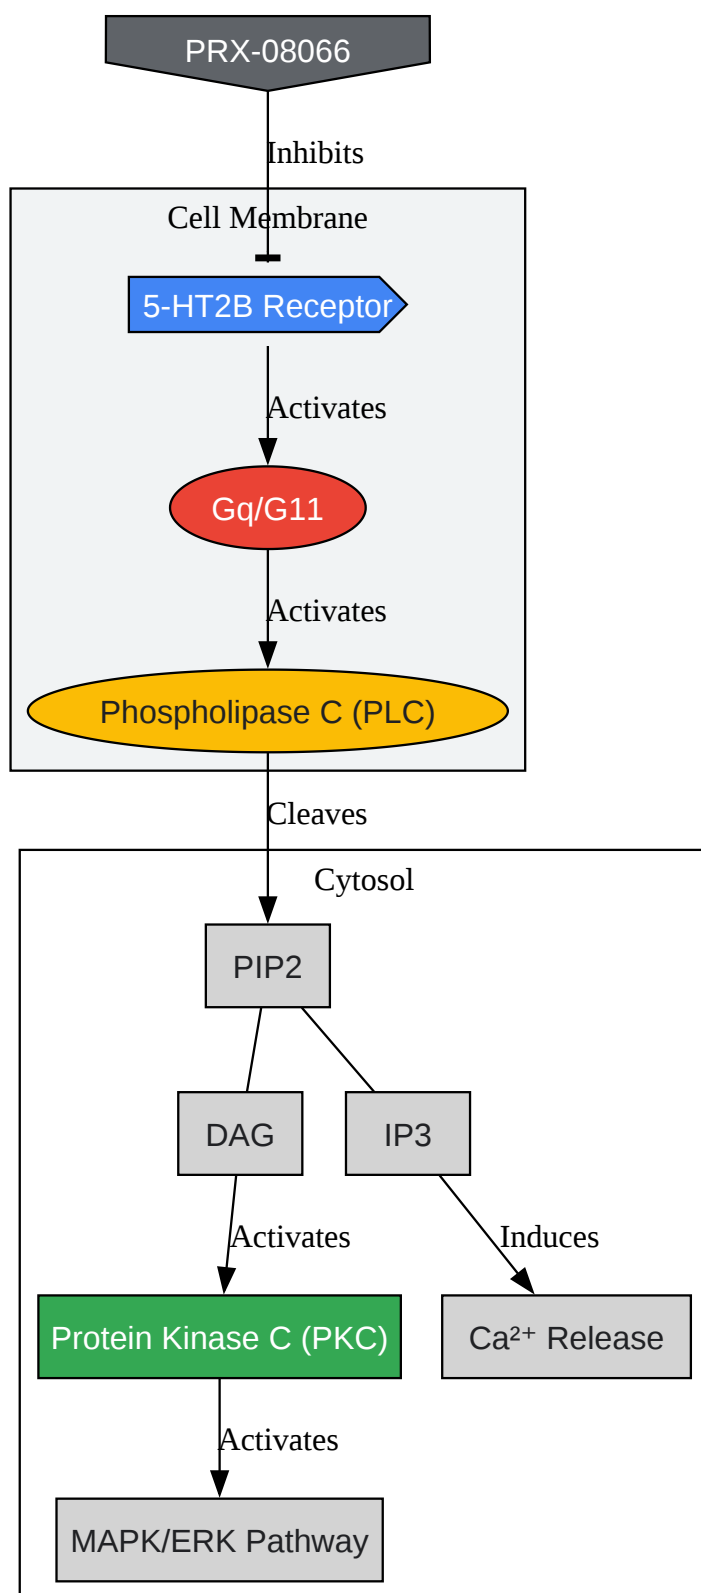 PRX-08066
Inhibits
Cell Membrane
5-HT2B Receptor
Activates
Gq/G11
Activates
Phospholipase C (PLC)
Cleaves
Cytosol
PIP2
DAG
IP3
Activates
Induces
Protein Kinase C (PKC)
Ca²⁺ Release
Activates
MAPK/ERK Pathway